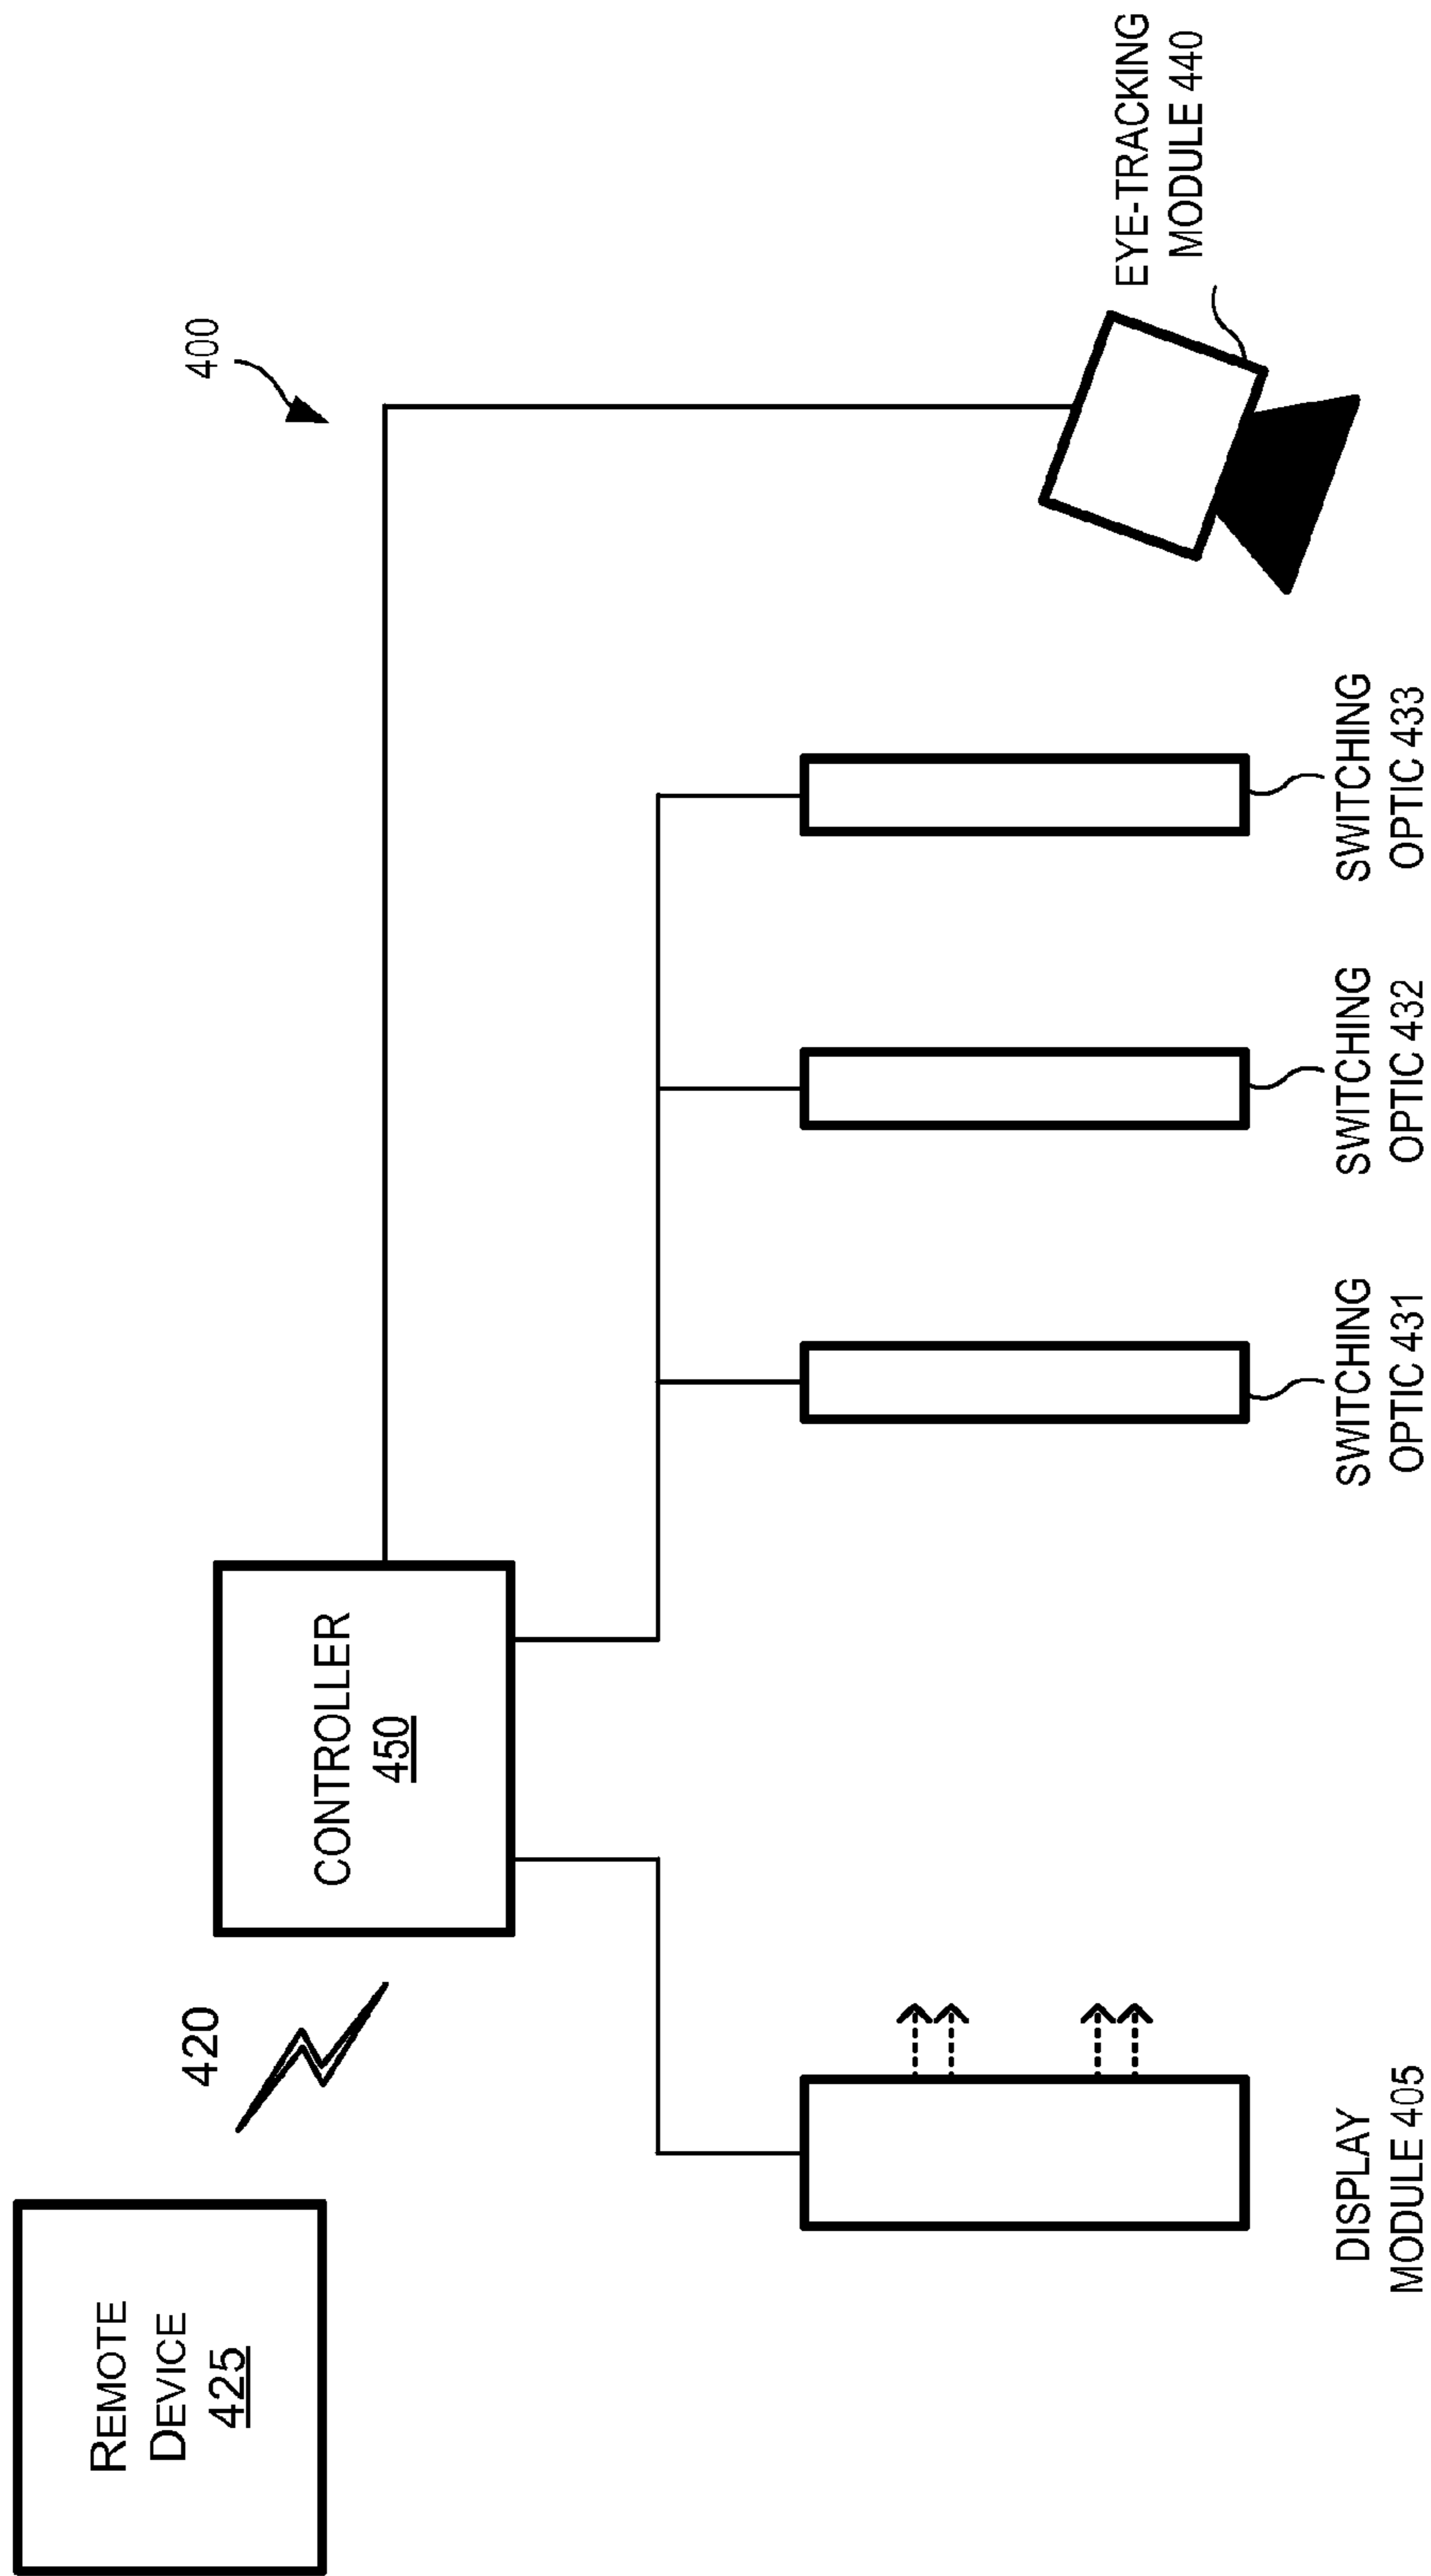 REMOTE
DEVICE
425
420
CONTROLLER
450
400
DISPLAY
MODULE 405
SWITCHING
OPTIC 431
SWITCHING
OPTIC 432
SWITCHING
OPTIC 433
EYE-TRACKING
MODULE 440